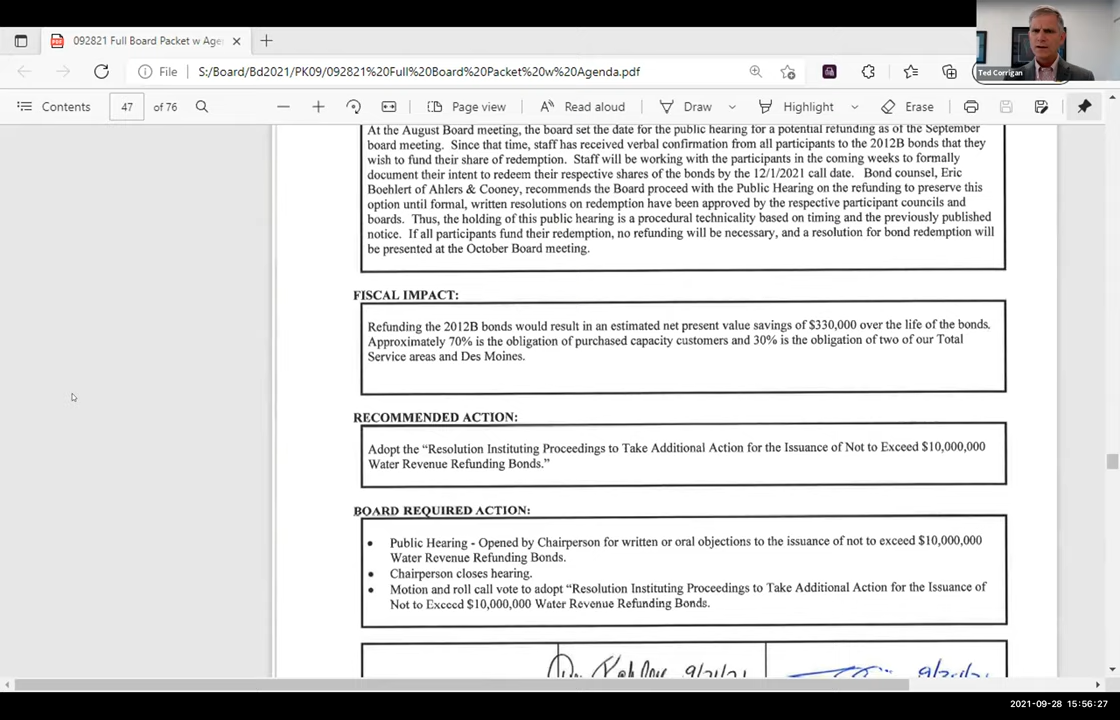 092821 Full Board Packet w Age
File S:/Board/Bd2021/PK09/092821%20Full%20Board%20Packet%20w%20Agenda.pdf
Ted Corrigan
Contents 47 of 76 Page view Read aloud Draw Highlight Erase
At the August Board meeting, the board set the date for the public hearing for a potential refunding as of the September
board meeting. Since that time, staff has received verbal confirmation from all participants to the 2012B bonds that they
wish to fund their share of redemption. Staff will be working with the participants in the coming weeks to formally
document their intent to redeem their respective shares of the bonds by the 12/1/2021 call date. Bond counsel, Eric
Boehlert of Ahlers & Cooney, recommends the Board proceed with the Public Hearing on the refunding to preserve this
option until formal, written resolutions on redemption have been approved by the respective participant councils and
boards. Thus, the holding of this public hearing is a procedural technicality based on timing and the previously published
notice. If all participants fund their redemption, no refunding will be necessary, and a resolution for bond redemption will
be presented at the October Board meeting.
FISCAL IMPACT:
Refunding the 2012B bonds would result in an estimated net present value savings of $330,000 over the life of the bonds.
Approximately 70% is the obligation of purchased capacity customers and 30% is the obligation of two of our Total
Service areas and Des Moines.
RECOMMENDED ACTION:
Adopt the “Resolution Instituting Proceedings to Take Additional Action for the Issuance of Not to Exceed $10,000,000
Water Revenue Refunding Bonds.”
BOARD REQUIRED ACTION:
• Public Hearing - Opened by Chairperson for written or oral objections to the issuance of not to exceed $10,000,000
Water Revenue Refunding Bonds.
• Chairperson closes hearing.
• Motion and roll call vote to adopt “Resolution Instituting Proceedings to Take Additional Action for the Issuance of
Not to Exceed $10,000,000 Water Revenue Refunding Bonds.
9/21/21
2021-09-28 15:56:27